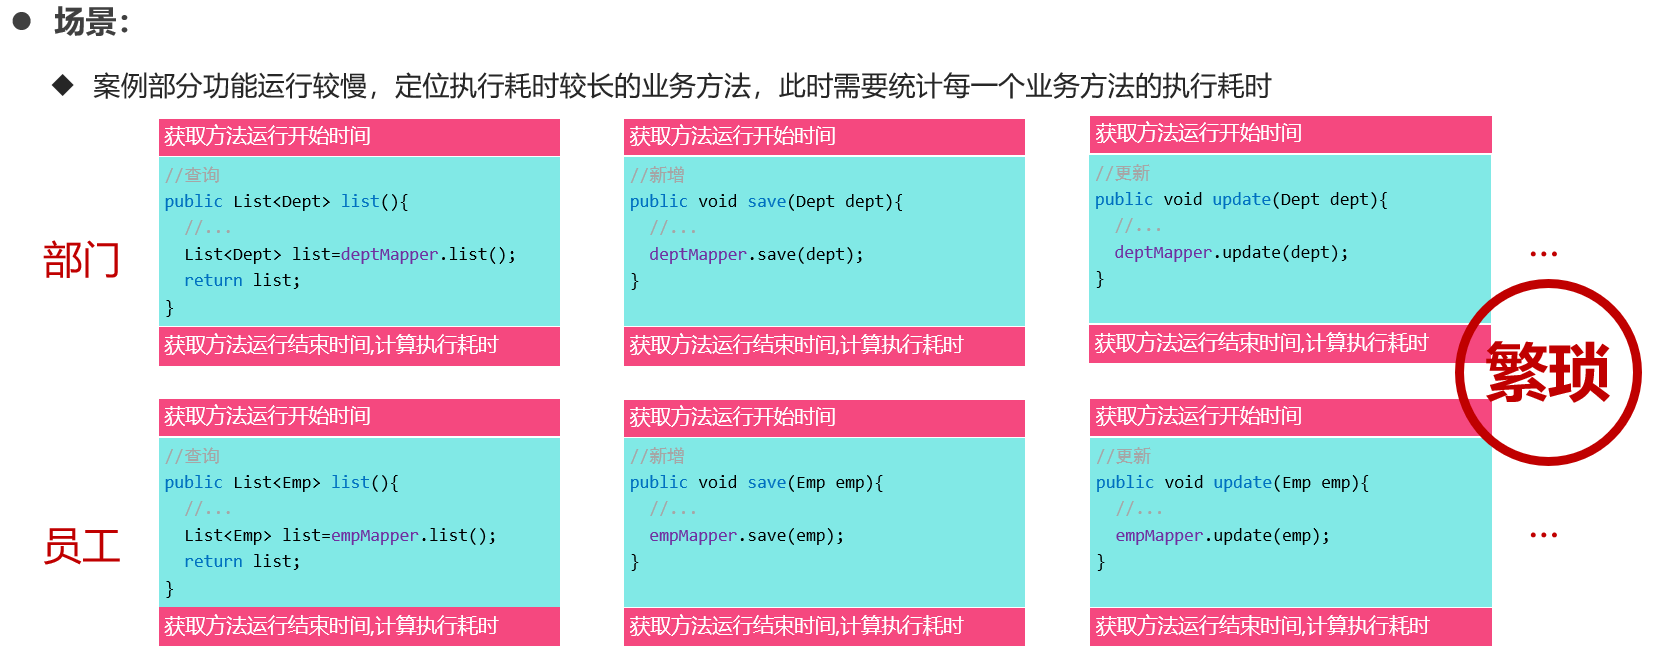 场景：
案例部分功能运行较慢，定位执行耗时较长的业务方法，此时需要统计每一个业务方法的执行耗时
部门
获取方法运行开始时间
//查询
public List<Dept> list(){
//...
List<Dept> list=deptMapper.list();
return list;
}
获取方法运行结束时间,计算执行耗时
获取方法运行开始时间
//新增
public void save(Dept dept){
//...
deptMapper.save(dept);
}
获取方法运行结束时间,计算执行耗时
获取方法运行开始时间
//更新
public void update(Dept dept){
//...
deptMapper.update(dept);
}
获取方法运行结束时间,计算执行耗时
...
繁琐
员工
获取方法运行开始时间
//查询
public List<Emp> list(){
//...
List<Emp> list=empMapper.list();
return list;
}
获取方法运行结束时间,计算执行耗时
获取方法运行开始时间
//新增
public void save(Emp emp){
//...
empMapper.save(emp);
}
获取方法运行结束时间,计算执行耗时
获取方法运行开始时间
//更新
public void update(Emp emp){
//...
empMapper.update(emp);
}
获取方法运行结束时间,计算执行耗时
...